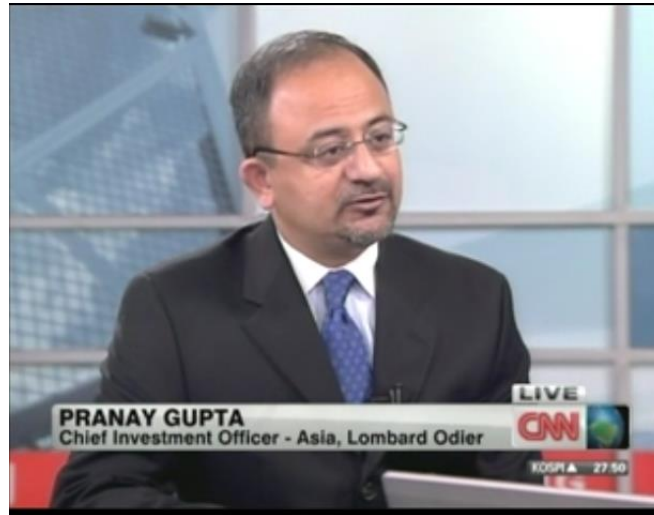 LIVE
PRANAY GUPTA
Chief Investment Officer - Asia, Lombard Odier
CNN
KOSPI ▲ 27.50